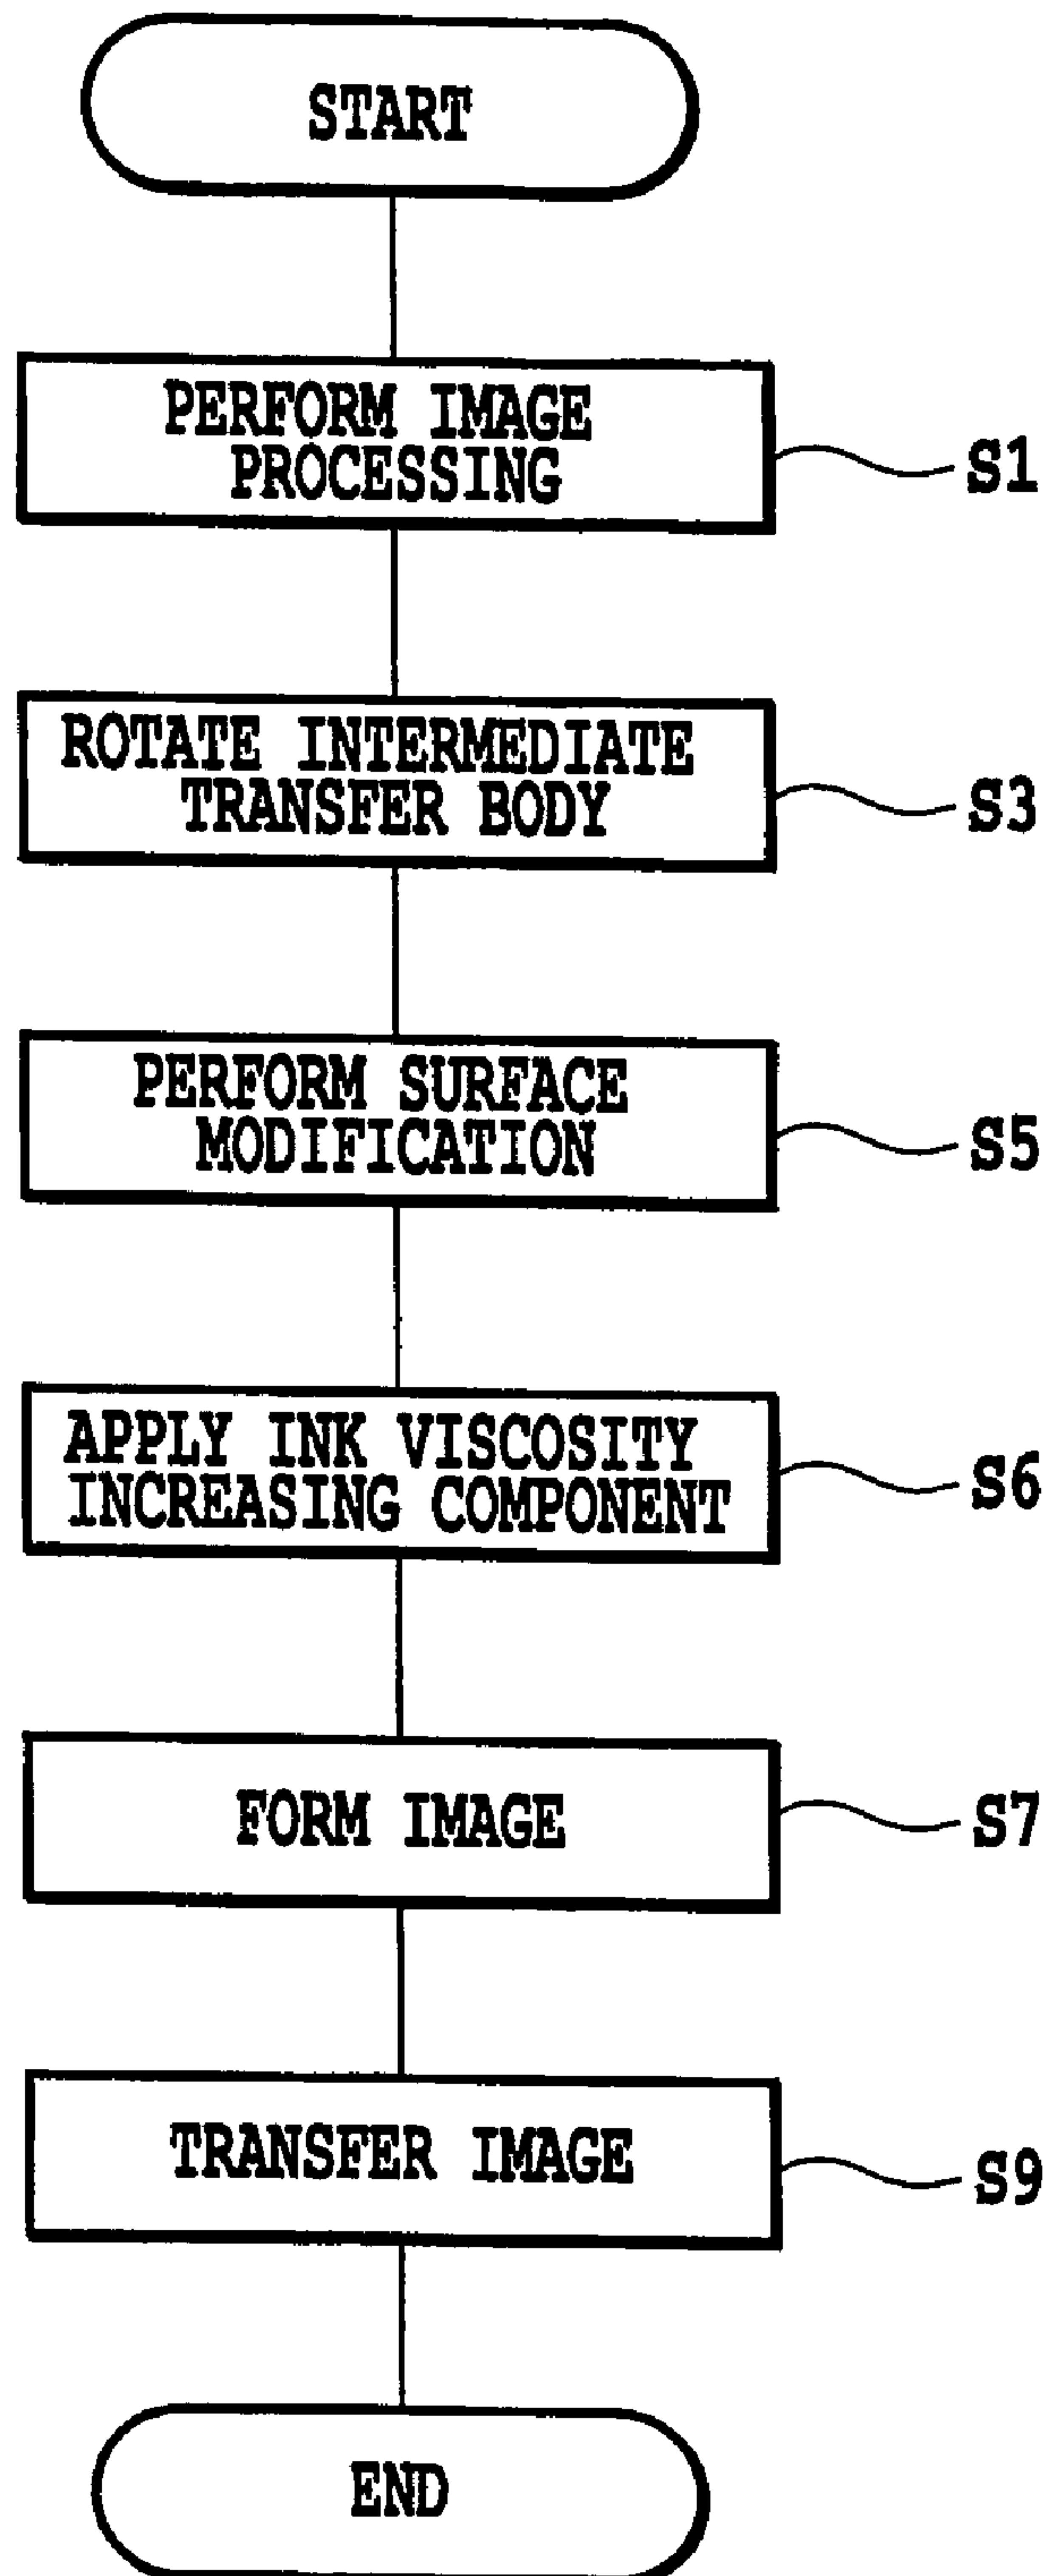 START
PERFORM IMAGE
PROCESSING
S1
ROTATE INTERMEDIATE
TRANSFER BODY
S3
PERFORM SURFACE
MODIFICATION
S5
APPLY INK VISCOSITY
INCREASING COMPONENT
S6
FORM IMAGE
S7
TRANSFER IMAGE
S9
END